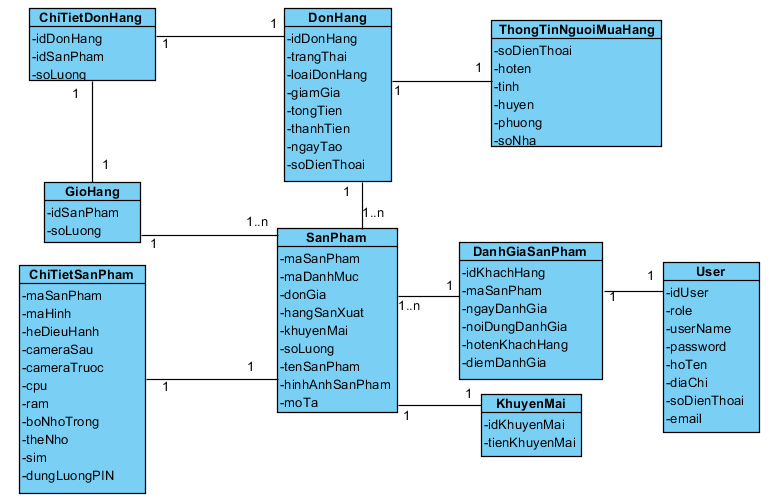 ChiTietDonHang
-idDonHang
-idSanPham
-soLuong
1
1
DonHang
-idDonHang
-trangThai
-loaiDonHang
-giamGia
-tongTien
-thanhTien
-ngayTao
-soDienThoai
1
1
ThongTinNguoiMuaHang
-soDienThoai
-hoten
-tinh
-huyen
-phuong
-soNha
1
1
GioHang
-idSanPham
-soLuong
1
1..n
1
1..n
SanPham
-maSanPham
-maDanhMuc
-donGia
-hangSanXuat
-khuyenMai
-soLuong
-tenSanPham
-hinhAnhSanPham
-moTa
1
1..n
DanhGiaSanPham
-idKhachHang
-maSanPham
-ngayDanhGia
-noiDungDanhGia
-hotenKhachHang
-diemDanhGia
1
1
User
-idUser
-role
-userName
-password
-hoTen
-diaChi
-soDienThoai
-email
ChiTietSanPham
-maSanPham
-maHinh
-heDieuHanh
-cameraSau
-cameraTruoc
-cpu
-ram
-boNhoTrong
-theNho
-sim
-dungLuongPIN
1
1
1
1
KhuyenMai
-idKhuyenMai
-tienKhuyenMai